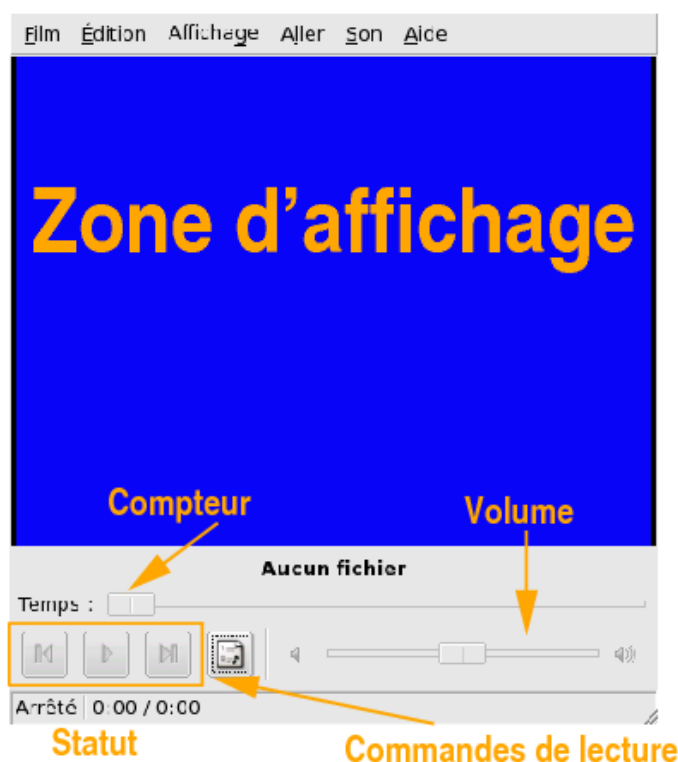 Film Édition Affichage Aller Son Aide
Zone d'affichage
Compteur
Volume
Aucun fichier
Temps :
Arrêté 0:00 / 0:00
Statut
Commandes de lecture